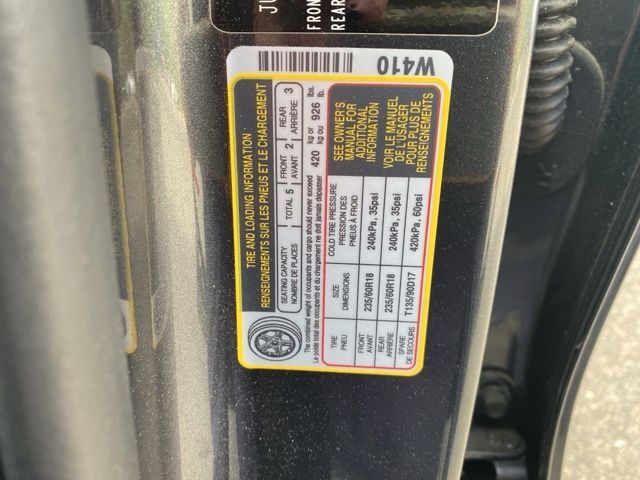 JU
FRON
REAR
W410
TIRE AND LOADING INFORMATION
RENSEIGNEMENTS SUR LES PNEUS ET LE CHARGEMENT
SEATING CAPACITY
NOMBRE DE PLACES
TOTAL 5
FRONT
AVANT
2
REAR
ARRIÈRE
3
The combined weight of occupants and cargo should never exceed
Le poids total des occupants et du chargement ne doit jamais dépasser
420 kg or kg ou 926 lbs. lb.
TIRE
PNEU
SIZE
DIMENSIONS
COLD TIRE PRESSURE
PRESSION DES
PNEUS À FROID
FRONT
AVANT
235/60R18
240kPa, 35psi
REAR
ARRIÈRE
235/60R18
240kPa, 35psi
SPARE
DE SECOURS
T135/90D17
420kPa, 60psi
SEE OWNER'S
MANUAL FOR
ADDITIONAL
INFORMATION
VOIR LE MANUEL
DE L'USAGER
POUR PLUS DE
RENSEIGNEMENTS